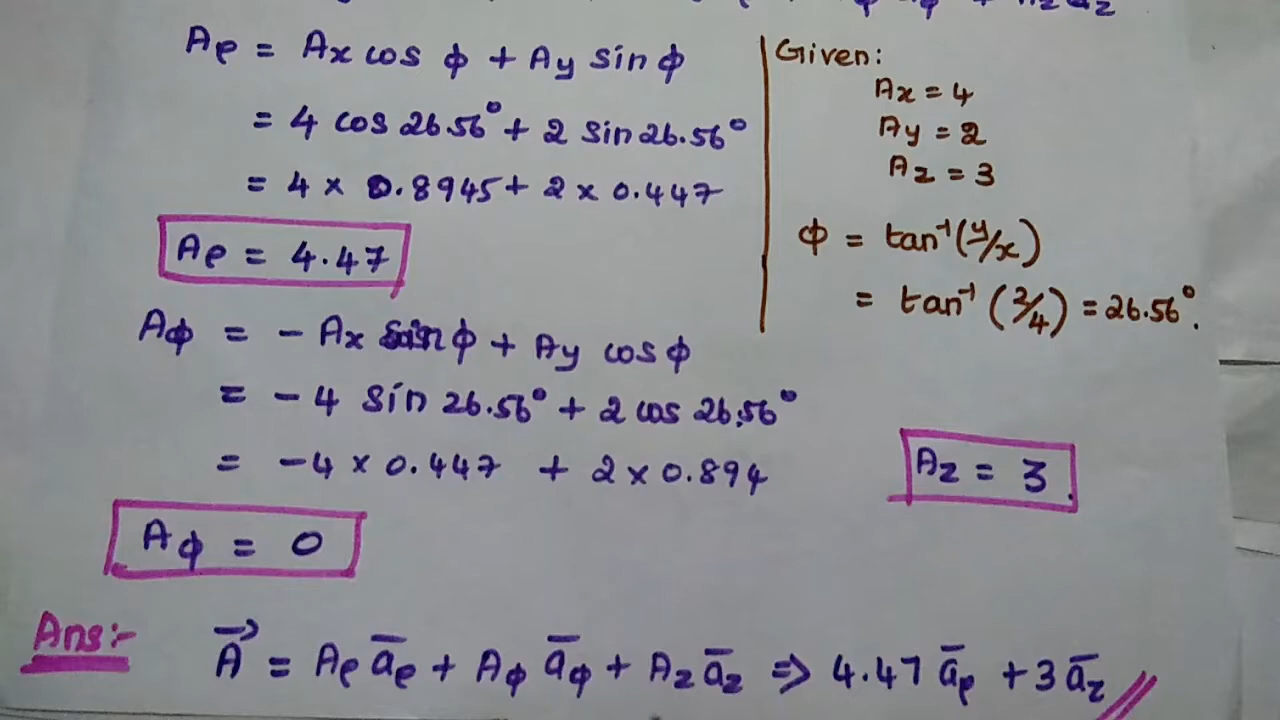 Aρ = Ax cos ϕ + Ay sin ϕ
= 4 cos 26.56° + 2 sin 26.56°
= 4 × 0.8945 + 2 × 0.447
Aρ = 4.47
Given:
Ax = 4
Ay = 2
Az = 3
ϕ = tan⁻¹(y/x)
= tan⁻¹ (2/4) = 26.56°.
Aϕ = - Ax sin ϕ + Ay cos ϕ
= - 4 sin 26.56° + 2 cos 26.56°
= -4 × 0.447 + 2 × 0.894
Aϕ = 0
Az = 3.
Ans:- A⃗ = Aρ āρ + Aϕ āϕ + Az āz ⇒ 4.47 āρ + 3 āz //